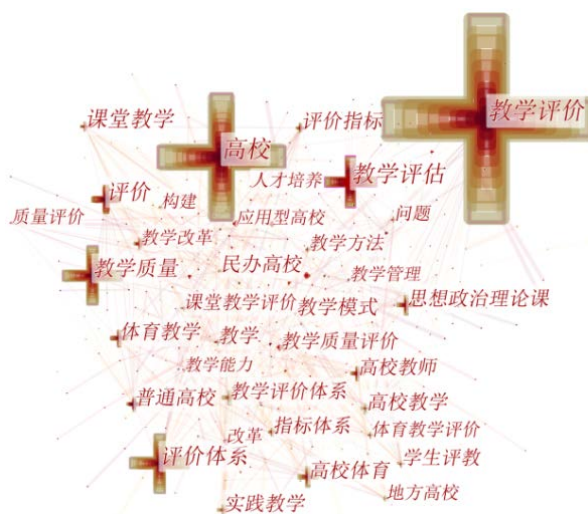 教学评价
课堂教学
评价指标
高校
教学评估
人才培养
评价
构建
质量评价
应用型高校
问题
教学改革
教学方法
教学质量
民办高校
教学管理
课堂教学评价
教学模式
思想政治理论课
体育教学
教学
教学质量评价
教学能力
高校教师
普通高校
教学评价体系
高校教学
改革
指标体系
体育教学评价
评价体系
高校体育
学生评教
实践教学
地方高校